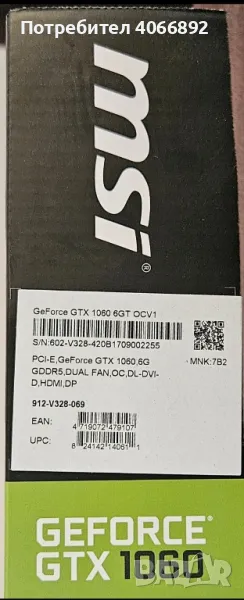 Потребител 4066892
msi®
GeForce GTX 1060 6GT OCV1
S/N:602-V328-420B1709002255
PCI-E,GeForce GTX 1060,6G - MNK:7B2
GDDR5,DUAL FAN,OC,DL-DVI-
D,HDMI,DP
912-V328-069
EAN: 4 719072 479107
UPC: 8 24142 14061 1
GEFORCE
GTX 1060
bazar